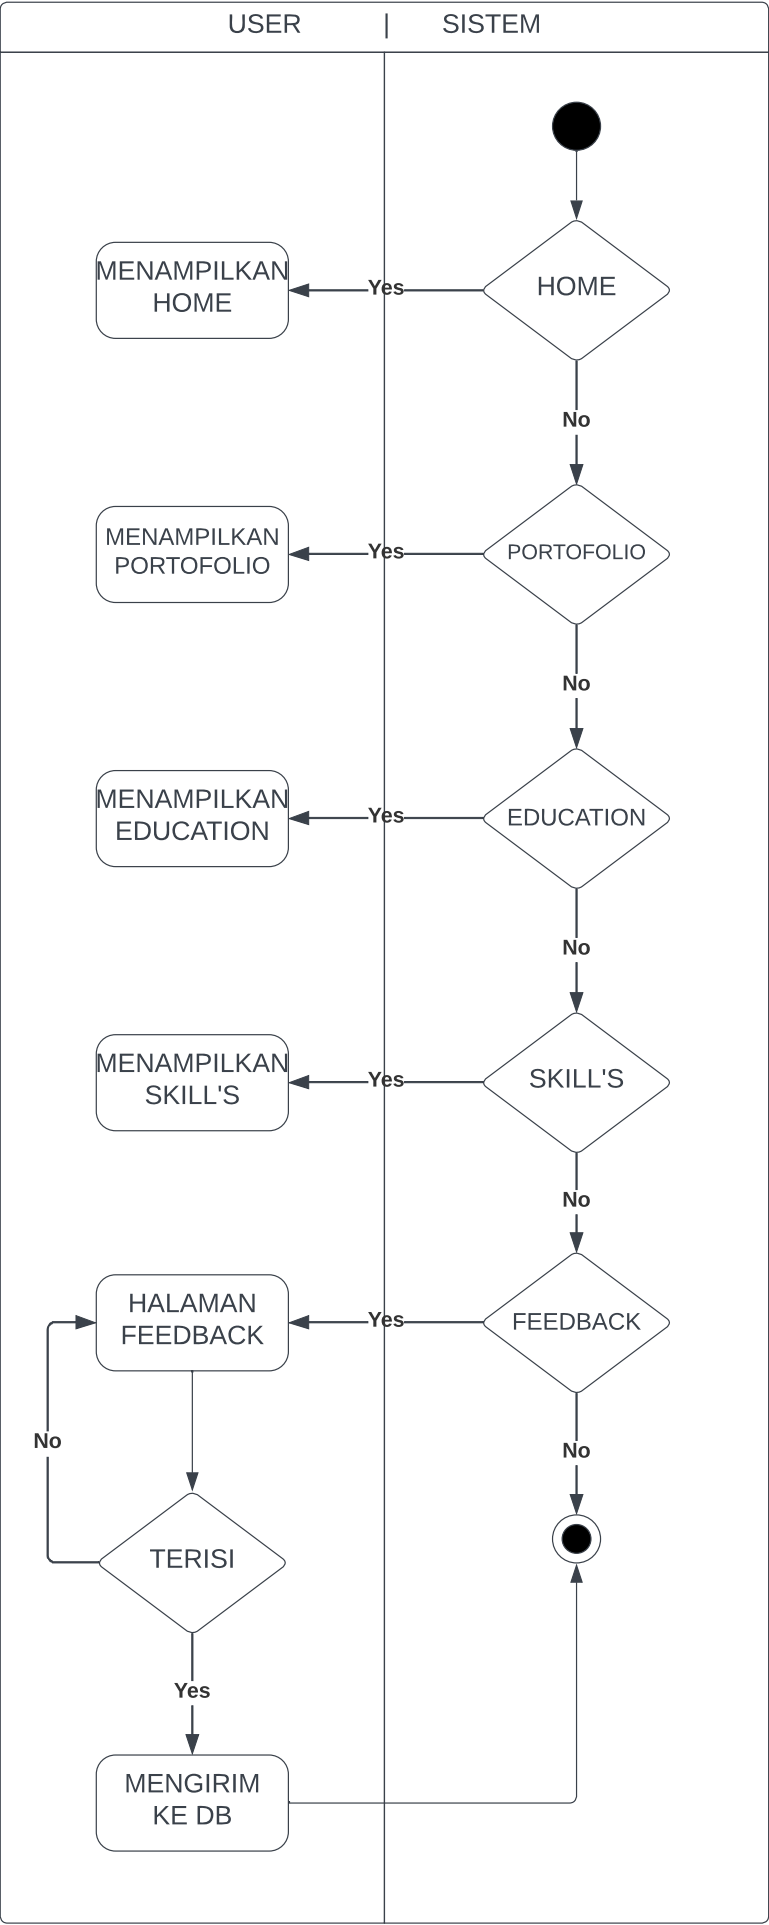 USER | SISTEM
HOME
MENAMPILKAN
HOME
Yes
No
PORTOFOLIO
MENAMPILKAN
PORTOFOLIO
Yes
No
EDUCATION
MENAMPILKAN
EDUCATION
Yes
No
SKILL'S
MENAMPILKAN
SKILL'S
Yes
No
FEEDBACK
HALAMAN
FEEDBACK
Yes
No
No
TERISI
Yes
MENGIRIM
KE DB